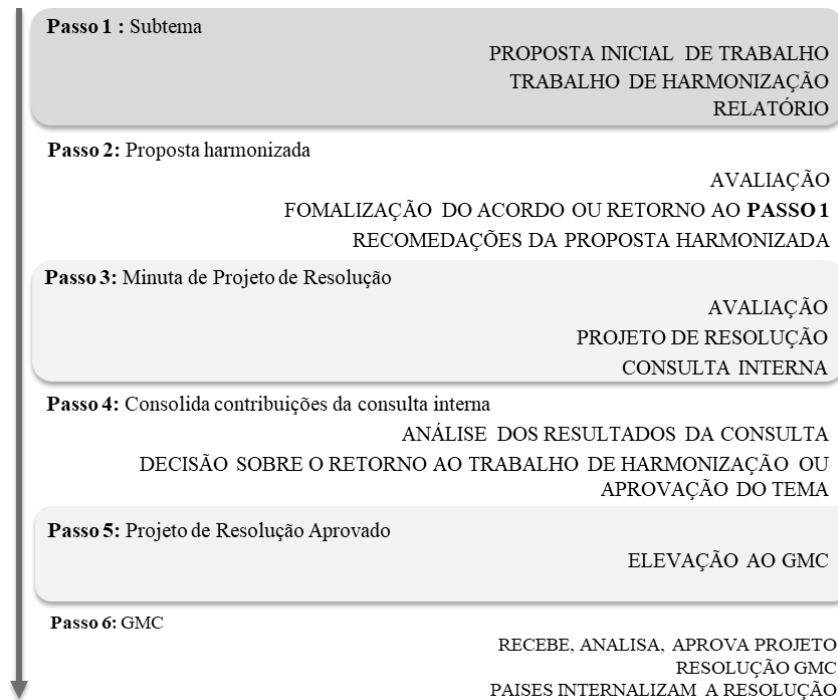 Passo 1 : Subtema
PROPOSTA INICIAL DE TRABALHO
TRABALHO DE HARMONIZAÇÃO
RELATÓRIO
Passo 2: Proposta harmonizada
AVALIAÇÃO
FOMALIZAÇÃO DO ACORDO OU RETORNO AO PASSO 1
RECOMEDAÇÕES DA PROPOSTA HARMONIZADA
Passo 3: Minuta de Projeto de Resolução
AVALIAÇÃO
PROJETO DE RESOLUÇÃO
CONSULTA INTERNA
Passo 4: Consolida contribuições da consulta interna
ANÁLISE DOS RESULTADOS DA CONSULTA
DECISÃO SOBRE O RETORNO AO TRABALHO DE HARMONIZAÇÃO OU
APROVAÇÃO DO TEMA
Passo 5: Projeto de Resolução Aprovado
ELEVAÇÃO AO GMC
Passo 6: GMC
RECEBE, ANALISA, APROVA PROJETO
RESOLUÇÃO GMC
PAISES INTERNALIZAM A RESOLUÇÃO